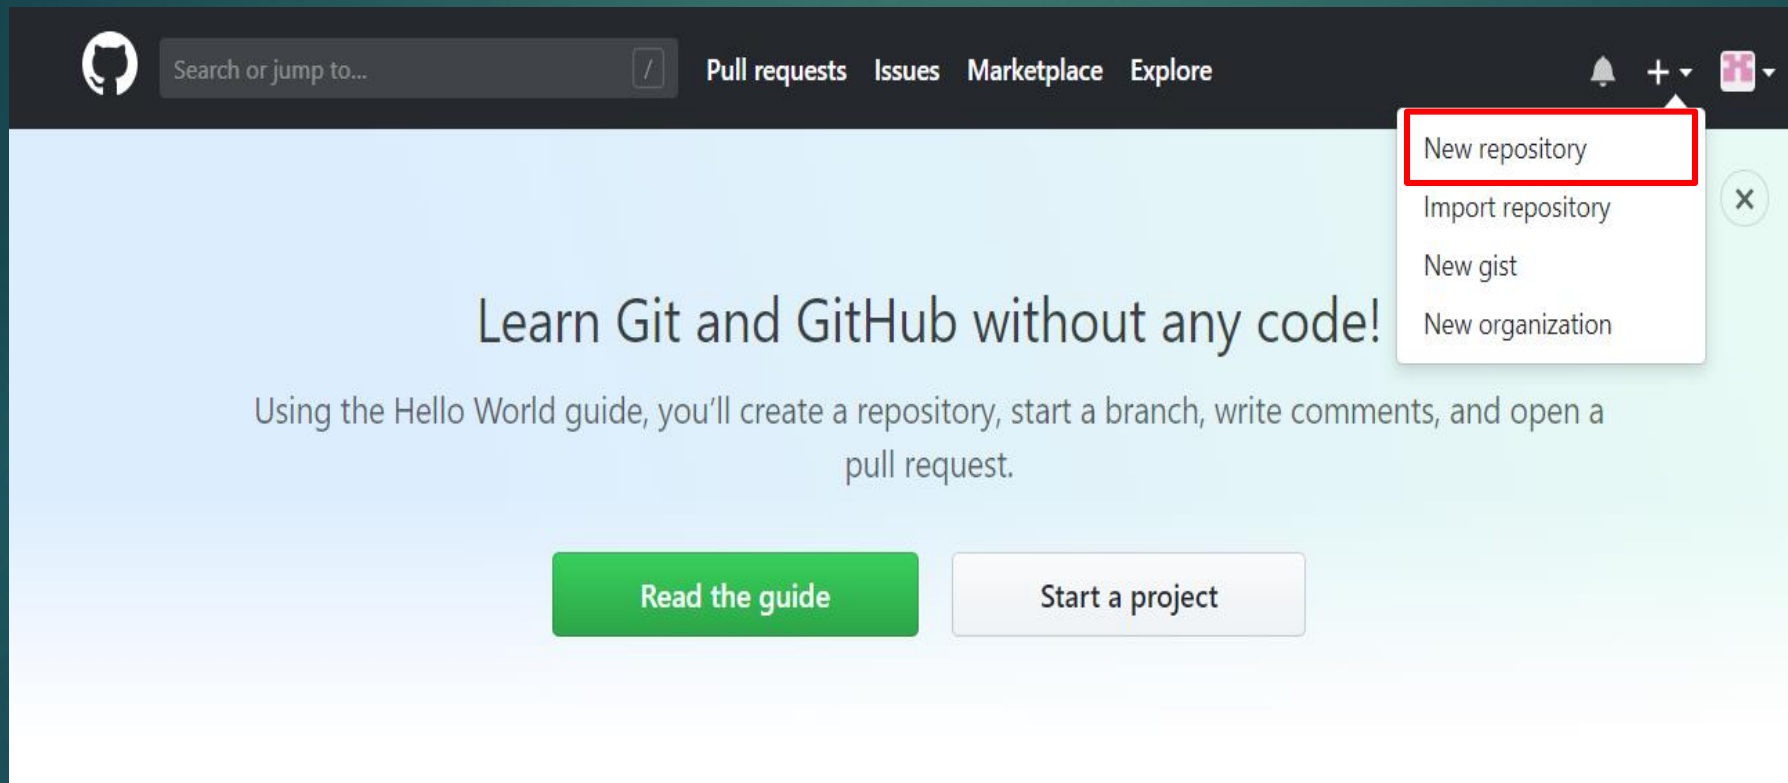 Search or jump to... /
Pull requests Issues Marketplace Explore
New repository
Import repository
New gist
New organization
Learn Git and GitHub without any code!
Using the Hello World guide, you’ll create a repository, start a branch, write comments, and open a
pull request.
Read the guide
Start a project